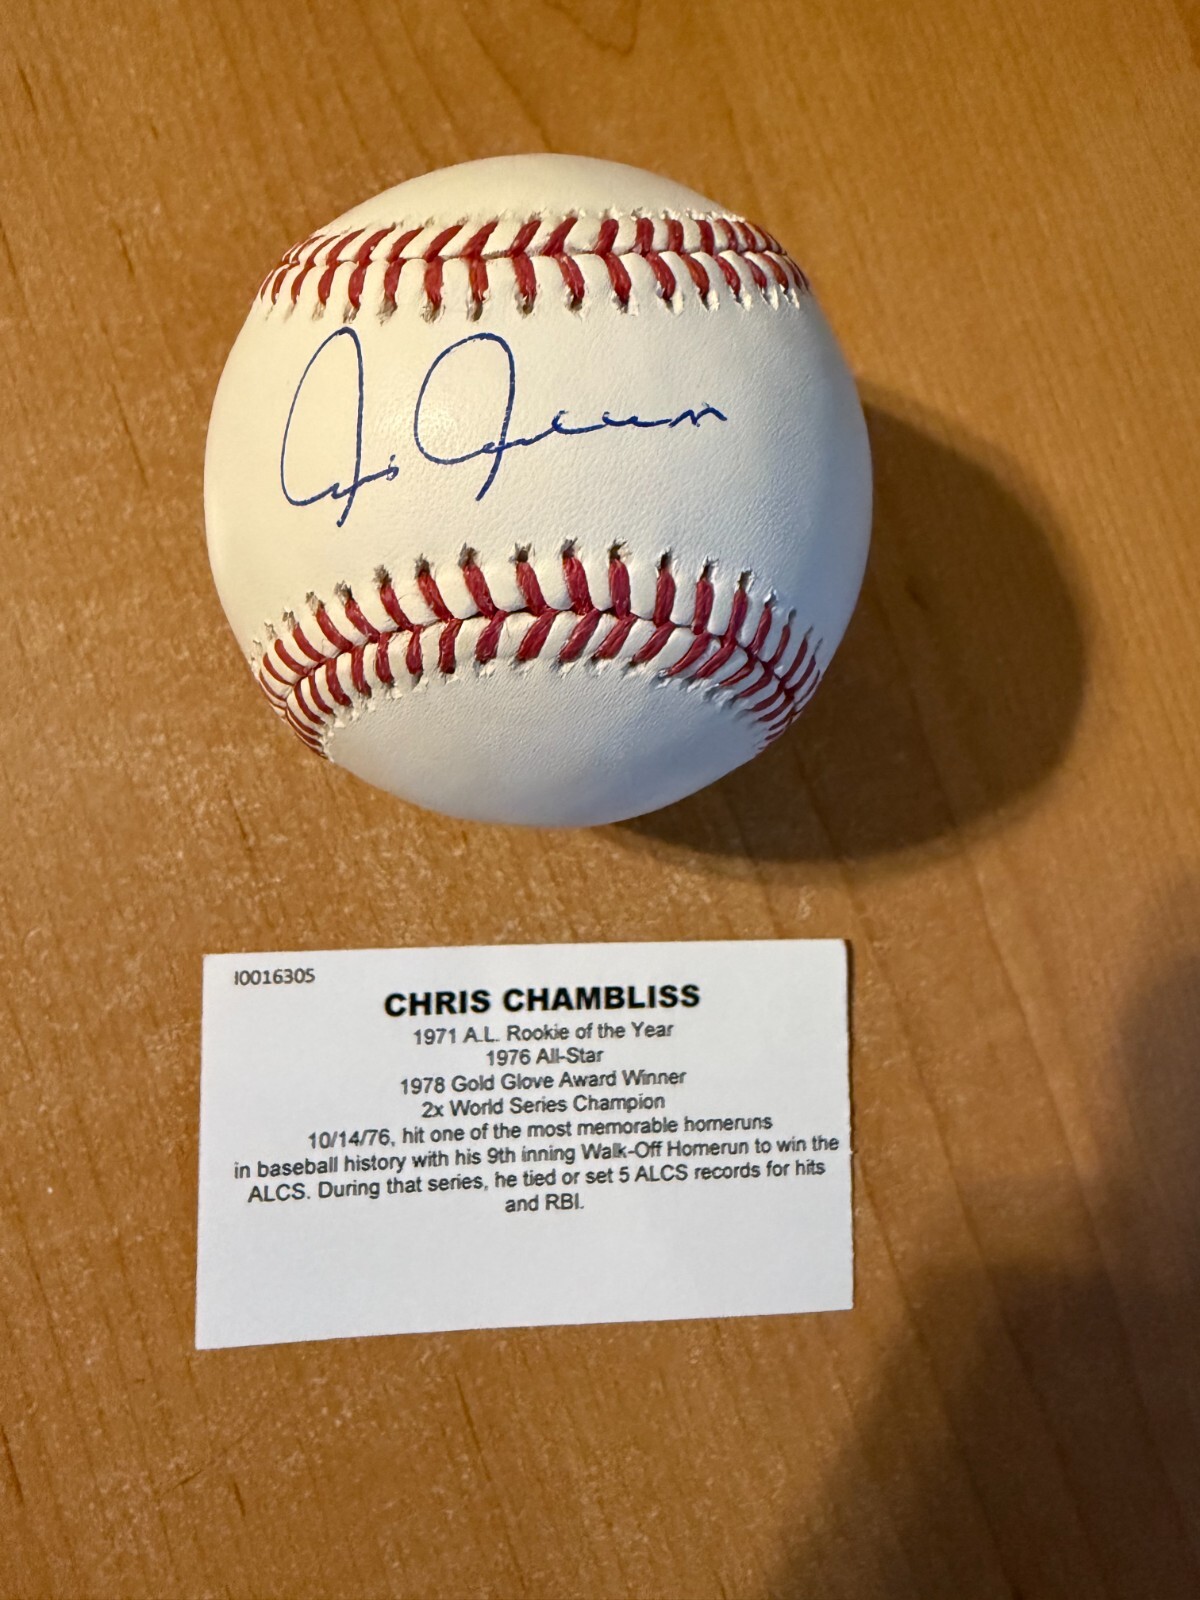 I0016305
CHRIS CHAMBLISS
1971 A.L. Rookie of the Year
1976 All-Star
1978 Gold Glove Award Winner
2x World Series Champion
10/14/76, hit one of the most memorable homeruns
in baseball history with his 9th inning Walk-Off Homerun to win the
ALCS. During that series, he tied or set 5 ALCS records for hits
and RBI.